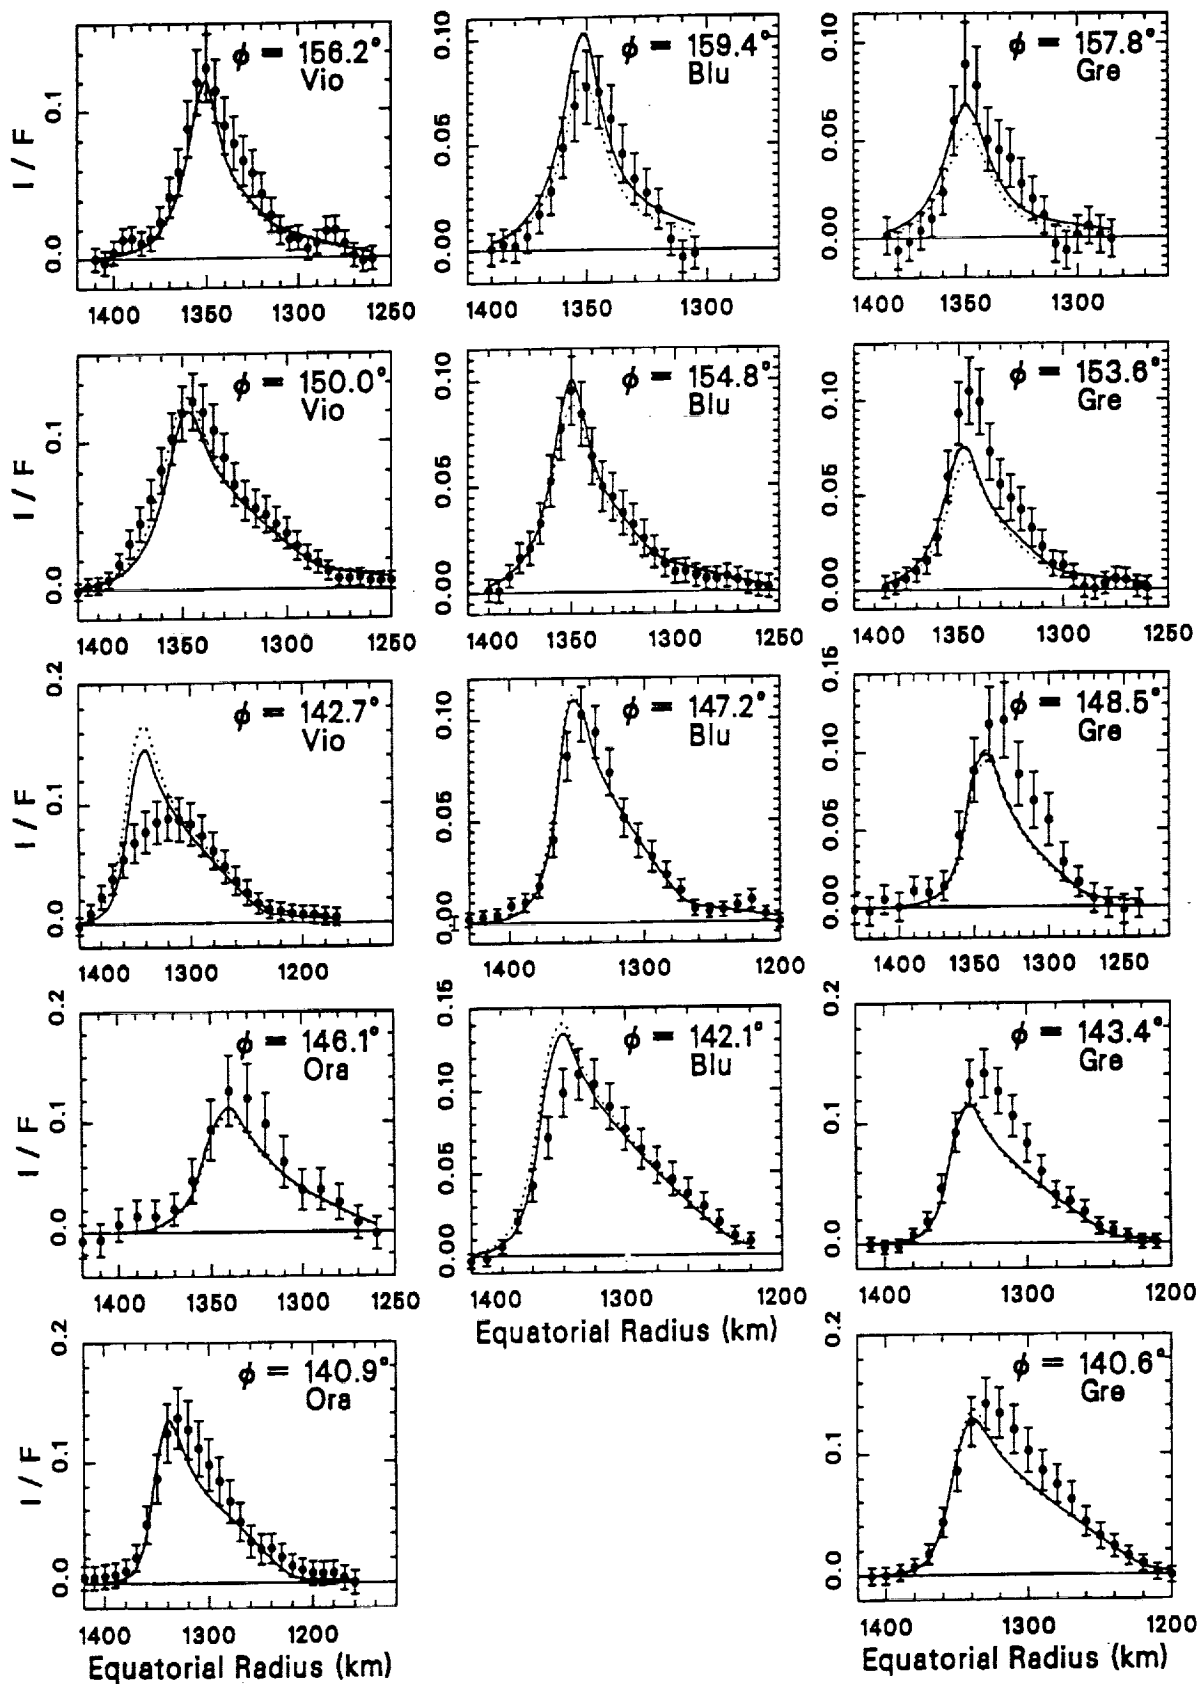 I / F
0.0 0.1
ϕ = 156.2°
Vio
1400 1350 1300 1250
0.00 0.05 0.10
ϕ = 159.4°
Blu
1400 1350 1300
0.00 0.05 0.10
ϕ = 157.8°
Gre
1400 1350 1300
I / F
0.0 0.1
ϕ = 150.0°
Vio
1400 1350 1300 1250
0.00 0.05 0.10
ϕ = 154.8°
Blu
1400 1350 1300 1250
0.00 0.05 0.10
ϕ = 153.6°
Gre
1400 1350 1300 1250
I / F
0.0 0.1 0.2
ϕ = 142.7°
Vio
1400 1300 1200
0.00 0.05 0.10
ϕ = 147.2°
Blu
1400 1300 1200
0.00 0.05 0.10 0.15
ϕ = 148.5°
Gre
1400 1350 1300 1250
I / F
0.0 0.1 0.2
ϕ = 146.1°
Ora
1400 1350 1300 1250
0.00 0.05 0.10 0.15
ϕ = 142.1°
Blu
1400 1300 1200
Equatorial Radius (km)
0.0 0.1 0.2
ϕ = 143.4°
Gre
1400 1300 1200
I / F
0.0 0.1 0.2
ϕ = 140.9°
Ora
1400 1300 1200
Equatorial Radius (km)
0.0 0.1 0.2
ϕ = 140.6°
Gre
1400 1300 1200
Equatorial Radius (km)